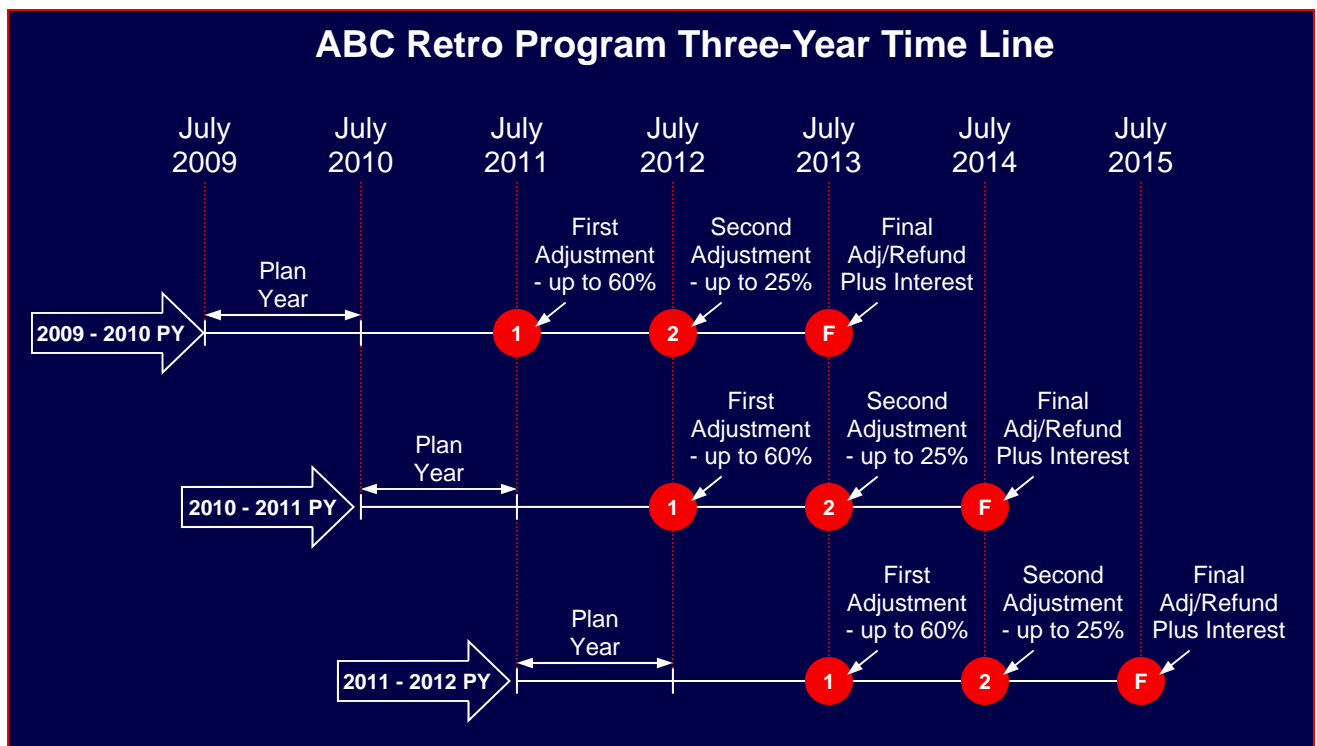 ABC Retro Program Three-Year Time Line
July
2009
July
2010
July
2011
July
2012
July
2013
July
2014
July
2015
2009 - 2010 PY
Plan
Year
First
Adjustment
- up to 60%
Second
Adjustment
- up to 25%
Final
Adj/Refund
Plus Interest
1
2
F
2010 - 2011 PY
Plan
Year
First
Adjustment
- up to 60%
Second
Adjustment
- up to 25%
Final
Adj/Refund
Plus Interest
1
2
F
2011 - 2012 PY
Plan
Year
First
Adjustment
- up to 60%
Second
Adjustment
- up to 25%
Final
Adj/Refund
Plus Interest
1
2
F